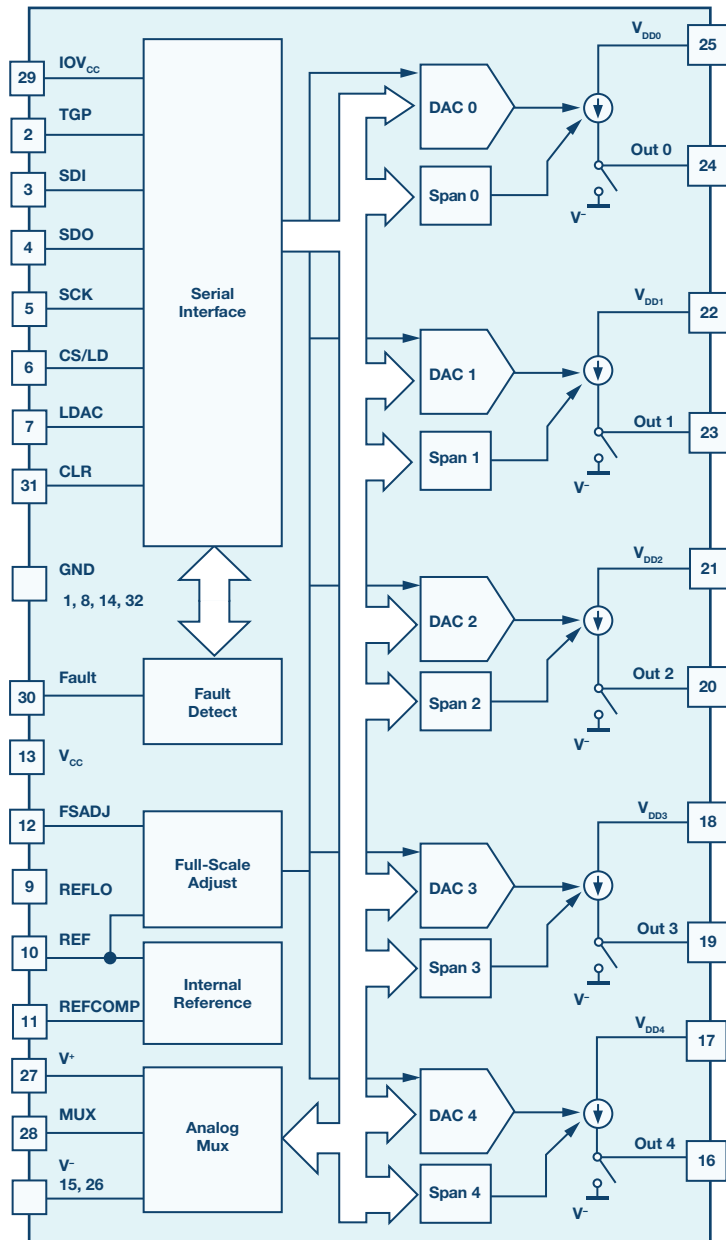 29 IOVCC
2 TGP
3 SDI
4 SDO
5 SCK
6 CS/LD
7 LDAC
31 CLR
GND
1, 8, 14, 32
30 Fault
13 VCC
12 FSADJ
9 REFLO
10 REF
11 REFCOMP
27 V+
28 MUX
V–
15, 26
Serial
Interface
Fault
Detect
Full-Scale
Adjust
Internal
Reference
Analog
Mux
DAC 0
Span 0
VDD0
25
Out 0
24
V–
DAC 1
Span 1
VDD1
22
Out 1
23
V–
DAC 2
Span 2
VDD2
21
Out 2
20
V–
DAC 3
Span 3
VDD3
18
Out 3
19
V–
DAC 4
Span 4
VDD4
17
Out 4
16
V–